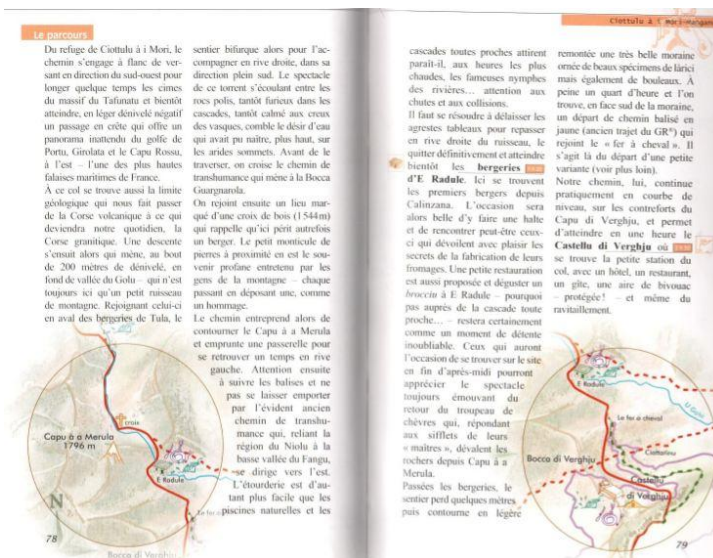 Le parcours
Du refuge de Ciottulu à i Mori, le
chemin s'engage à flanc de ver-
sant en direction du sud-ouest pour
longer quelque temps les cimes
du massif du Tafunatu et bientôt
atteindre, en léger dénivelé négatif
un passage en crête qui offre un
panorama inattendu du golfe de
Portu, Girolata et le Capu Rossu,
à l'est – l'une des plus hautes
falaises maritimes de France.
À ce col se trouve aussi la limite
géologique qui nous fait passer
de la Corse volcanique à ce qui
deviendra notre quotidien, la
Corse granitique. Une descente
s'ensuit alors qui mène, au bout
de 200 mètres de dénivelé, en
fond de vallée du Golu – qui n'est
toujours ici qu'un petit ruisseau
de montagne. Rejoignant celui-ci
en aval des bergeries de Tula, le
sentier bifurque alors pour l'ac-
compagner en rive droite, dans sa
direction plein sud. Le spectacle
de ce torrent s'écoulant entre les
rocs polis, tantôt furieux dans les
cascades, tantôt calmé aux creux
des vasques, comble le désir d'eau
qui avait pu naître, plus haut, sur
les arides sommets. Avant de le
traverser, on croise le chemin de
transhumance qui mène à la Bocca
Guargnarola.
On rejoint ensuite un lieu mar-
qué d'une croix de bois (1 544m)
qui rappelle qu'ici périt autrefois
un berger. Le petit monticule de
pierres à proximité en est le sou-
venir profane entretenu par les
gens de la montagne – chaque
passant en déposant une, comme
un hommage.
Le chemin entreprend alors de
contourner le Capu à a Merula
et emprunte une passerelle pour
se retrouver un temps en rive
gauche. Attention ensuite
à suivre les balises et ne
pas se laisser emporter
par l'évident ancien
chemin de transhu-
mance qui, reliant la
région du Niolu à la
basse vallée du Fangu,
se dirige vers l'est.
L'étourderie est d'au-
tant plus facile que les
piscines naturelles et les
croix
Capu à a Merula
1796 m
E Radule
Le fer à
N
78
Bocca di Verghju
Ciottulu à i Mori-Mangan
cascades toutes proches attirent
paraît-il, aux heures les plus
chaudes, les fameuses nymphes
des rivières... attention aux
chutes et aux collisions.
Il faut se résoudre à délaisser les
agrestes tableaux pour repasser
en rive droite du ruisseau, le
quitter définitivement et atteindre
bientôt les bergeries
d'E Radule. Ici se trouvent
les premiers bergers depuis
Calinzana. L'occasion sera
alors belle d'y faire une halte
et de rencontrer peut-être ceux-
ci qui dévoilent avec plaisir les
secrets de la fabrication de leurs
fromages. Une petite restauration
est aussi proposée et déguster un
brocciu à E Radule – pourquoi
pas auprès de la cascade toute
proche... – restera certainement
comme un moment de détente
inoubliable. Ceux qui auront
l'occasion de se trouver sur le site
en fin d'après-midi pourront
apprécier le spectacle
toujours émouvant du
retour du troupeau de
chèvres qui, répondant
aux sifflets de leurs
« maîtres », dévalent les
rochers depuis Capu à a
Merula.
Passées les bergeries, le
sentier perd quelques mètres
puis contourne en légère
remontée une très belle moraine
ornée de beaux spécimens de làrici
mais également de bouleaux. À
peine un quart d'heure et l'on
trouve, en face sud de la moraine,
un départ de chemin balisé en
jaune (ancien trajet du GR®) qui
rejoint le « fer à cheval ». Il
s'agit là du départ d'une petite
variante (voir plus loin).
Notre chemin, lui, continue
pratiquement en courbe de
niveau, sur les contreforts du
Capu di Verghju, et permet
d'atteindre en une heure le
Castellu di Verghju où
se trouve la petite station du
col, avec un hôtel, un restaurant,
un gîte, une aire de bivouac
– protégée! – et même du
ravitaillement.
E Radule
U Golu
Le fer à cheval
Ciattarinu
Bocca di Verghju
Castellu
di Verghju
79